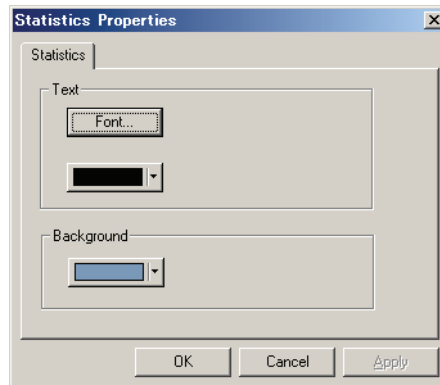 Statistics Properties
Statistics
Text
Font...
Background
OK
Cancel
Apply